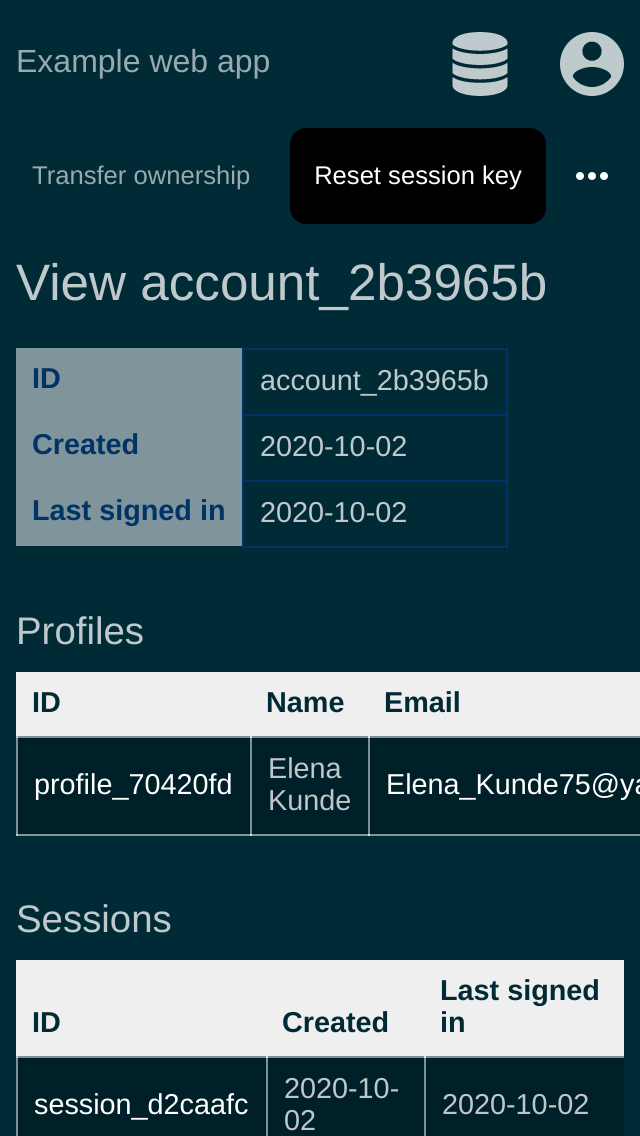 Example web app
Transfer ownership
Reset session key
View account_2b3965b
ID account_2b3965b
Created 2020-10-02
Last signed in 2020-10-02
Profiles
ID Name Email
profile_70420fd Elena Kunde Elena_Kunde75@ya
Sessions
ID Created Last signed in
session_d2caafc 2020-10-02 2020-10-02